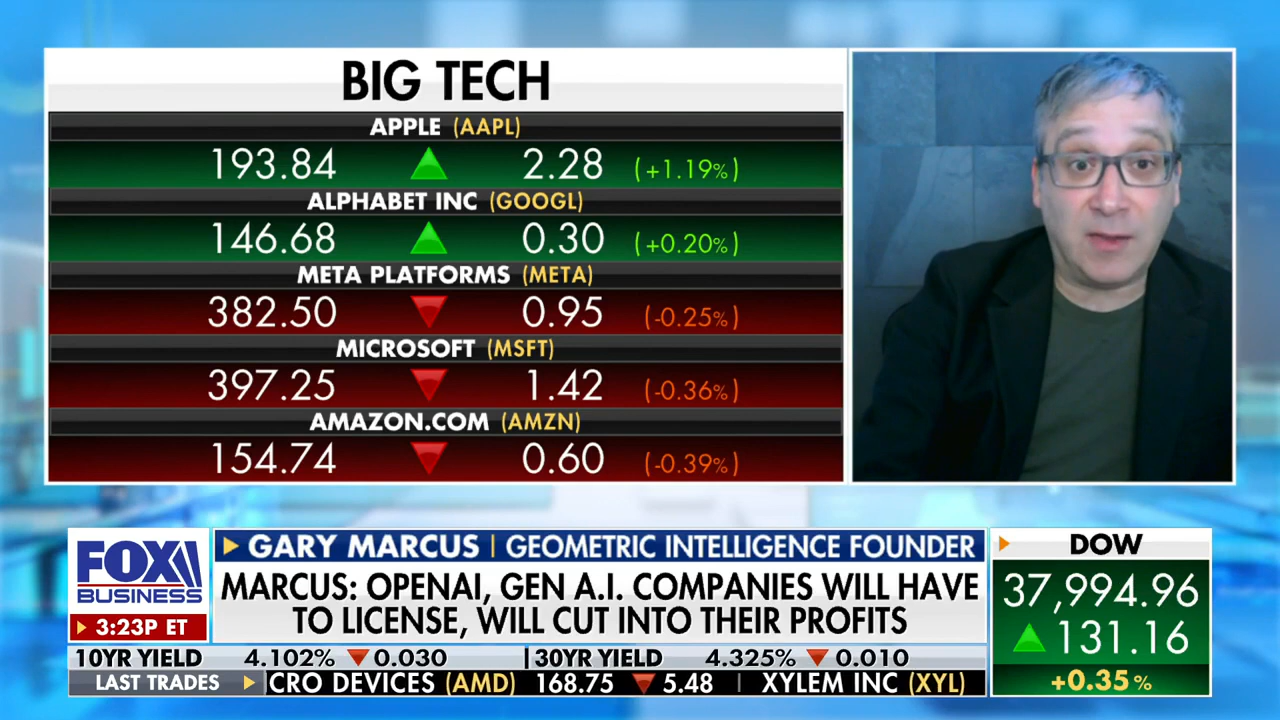 BIG TECH
APPLE (AAPL)
193.84 2.28 (+1.19%)
ALPHABET INC (GOOGL)
146.68 0.30 (+0.20%)
META PLATFORMS (META)
382.50 0.95 (-0.25%)
MICROSOFT (MSFT)
397.25 1.42 (-0.36%)
AMAZON.COM (AMZN)
154.74 0.60 (-0.39%)
FOX
BUSINESS
3:23P ET
GARY MARCUS | GEOMETRIC INTELLIGENCE FOUNDER
MARCUS: OPENAI, GEN A.I. COMPANIES WILL HAVE
TO LICENSE, WILL CUT INTO THEIR PROFITS
DOW
37,994.96
131.16
+0.35%
10YR YIELD 4.102% 0.030 | 30YR YIELD 4.325% 0.010
LAST TRADES CRO DEVICES (AMD) 168.75 5.48 | XYLEM INC (XYL)